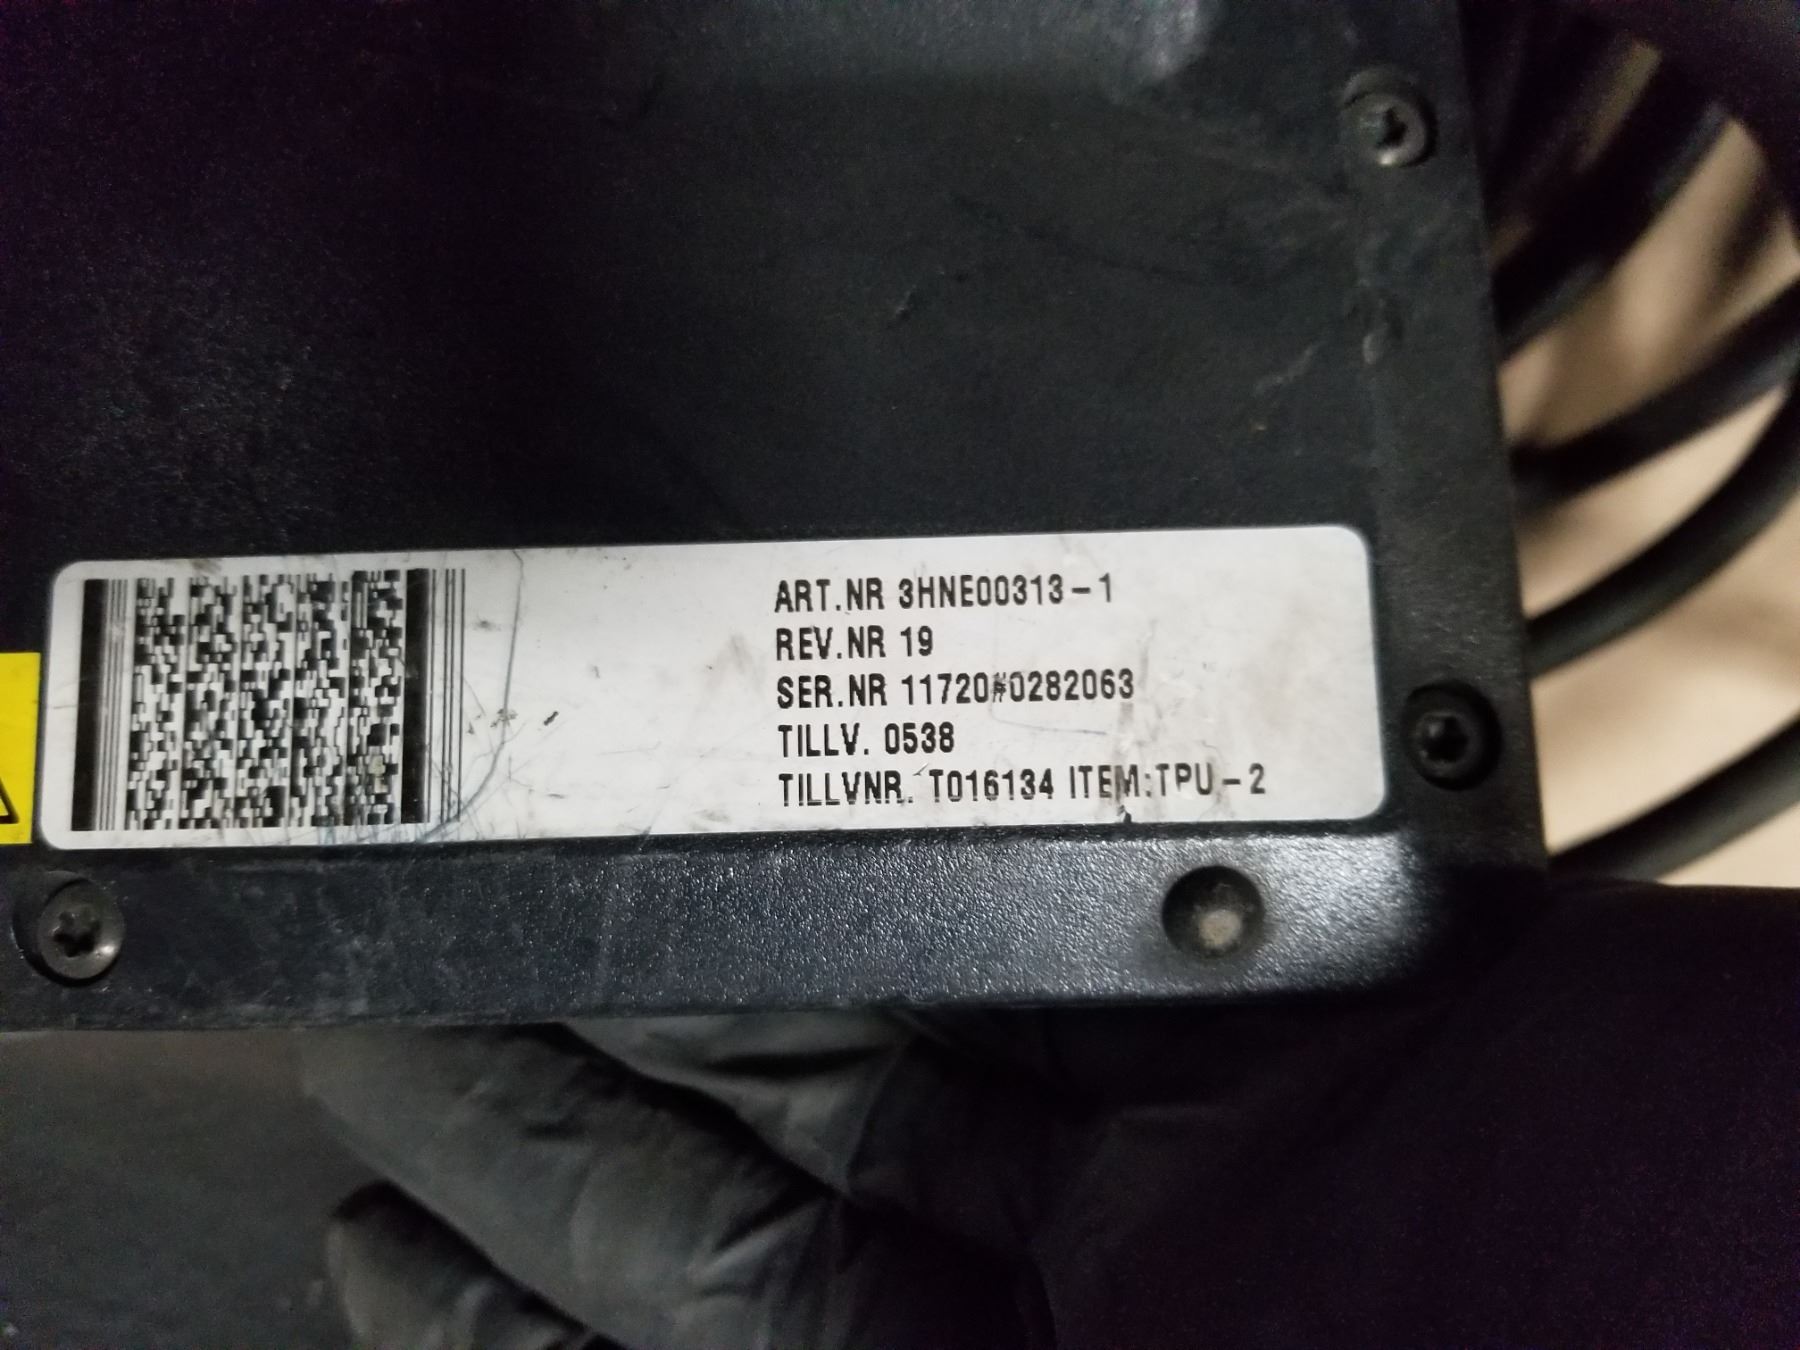 ART.NR 3HNE00313-1
REV.NR 19
SER.NR 11720#0282063
TILLV. 0538
TILLVNR. T016134 ITEM:TPU-2